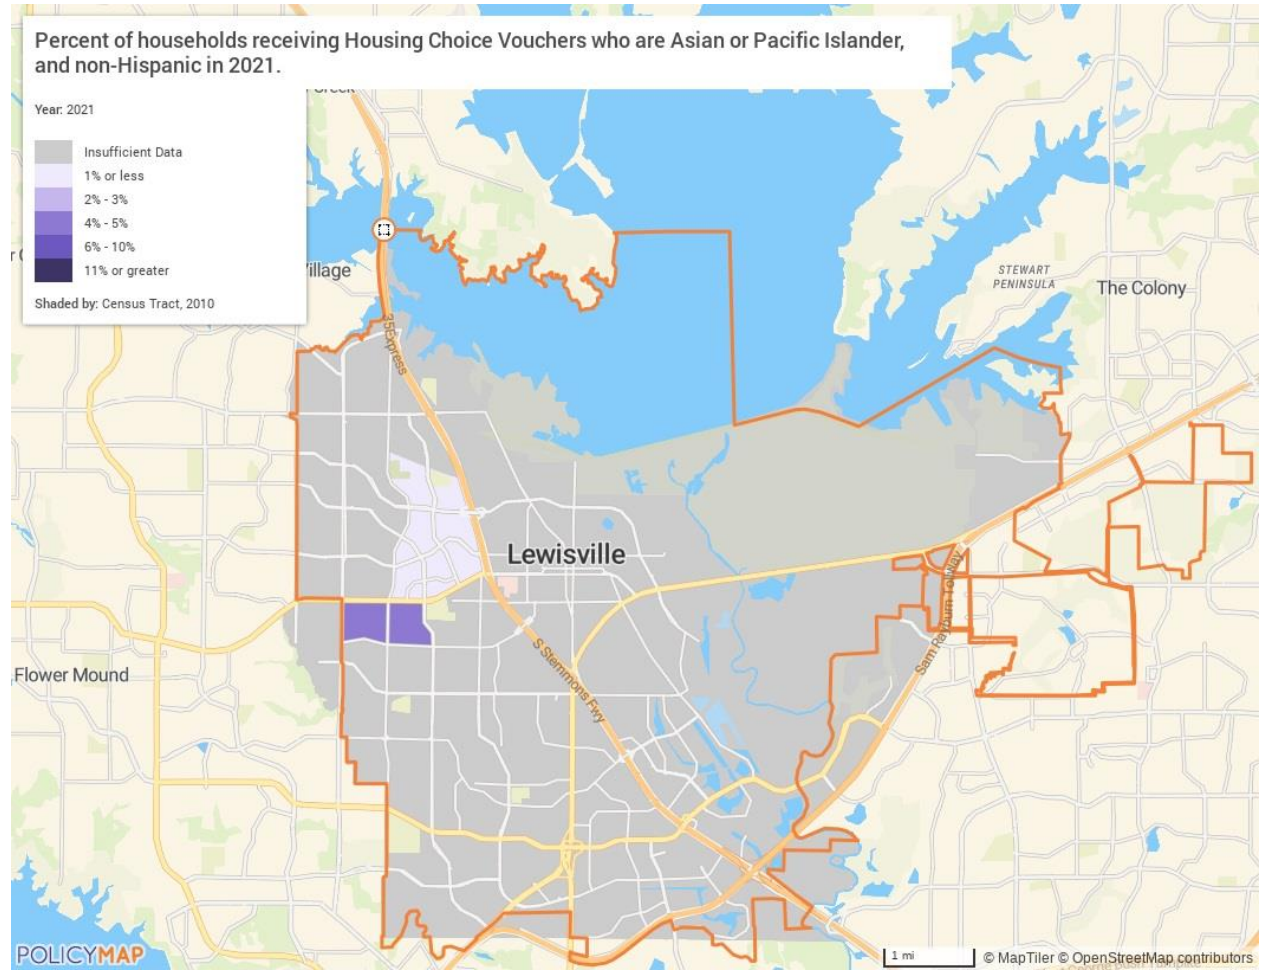 Percent of households receiving Housing Choice Vouchers who are Asian or Pacific Islander,
and non-Hispanic in 2021.
Year: 2021
Insufficient Data
1% or less
2% - 3%
4% - 5%
6% - 10%
11% or greater
Shaded by: Census Tract, 2010
STEWART
PENINSULA
The Colony
35Express
Lewisville
Sam Rayburn Tollway
S Stemmons Fwy
Flower Mound
POLICYMAP
1 mi
© MapTiler © OpenStreetMap contributors